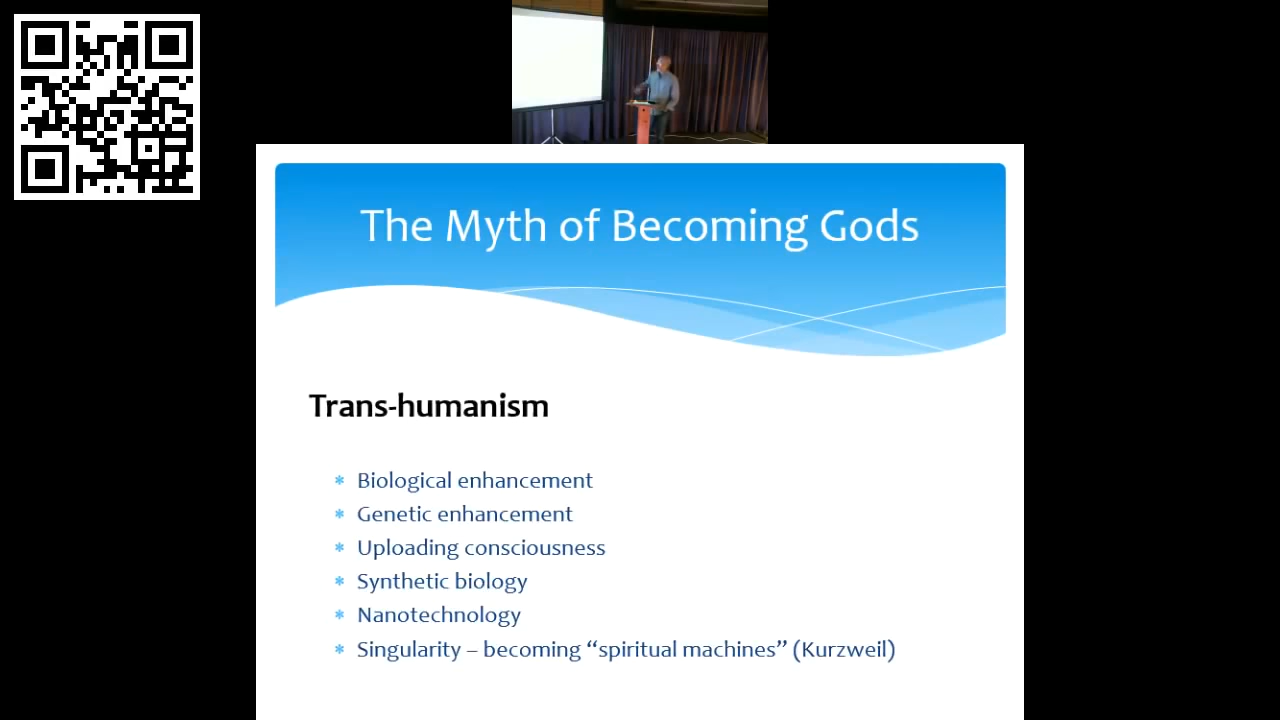 The Myth of Becoming Gods
Trans-humanism
* Biological enhancement
* Genetic enhancement
* Uploading consciousness
* Synthetic biology
* Nanotechnology
* Singularity – becoming “spiritual machines” (Kurzweil)